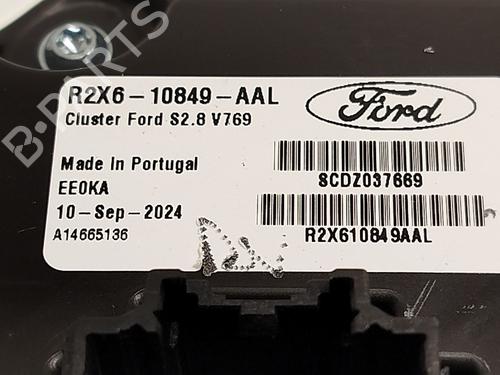 R2X6-10849-AAL
Cluster Ford S2.8 V769
Ford
Made In Portugal
EE0KA
10-Sep-2024
A14665136
SCDZ037669
R2X610849AAL
B-PARTS